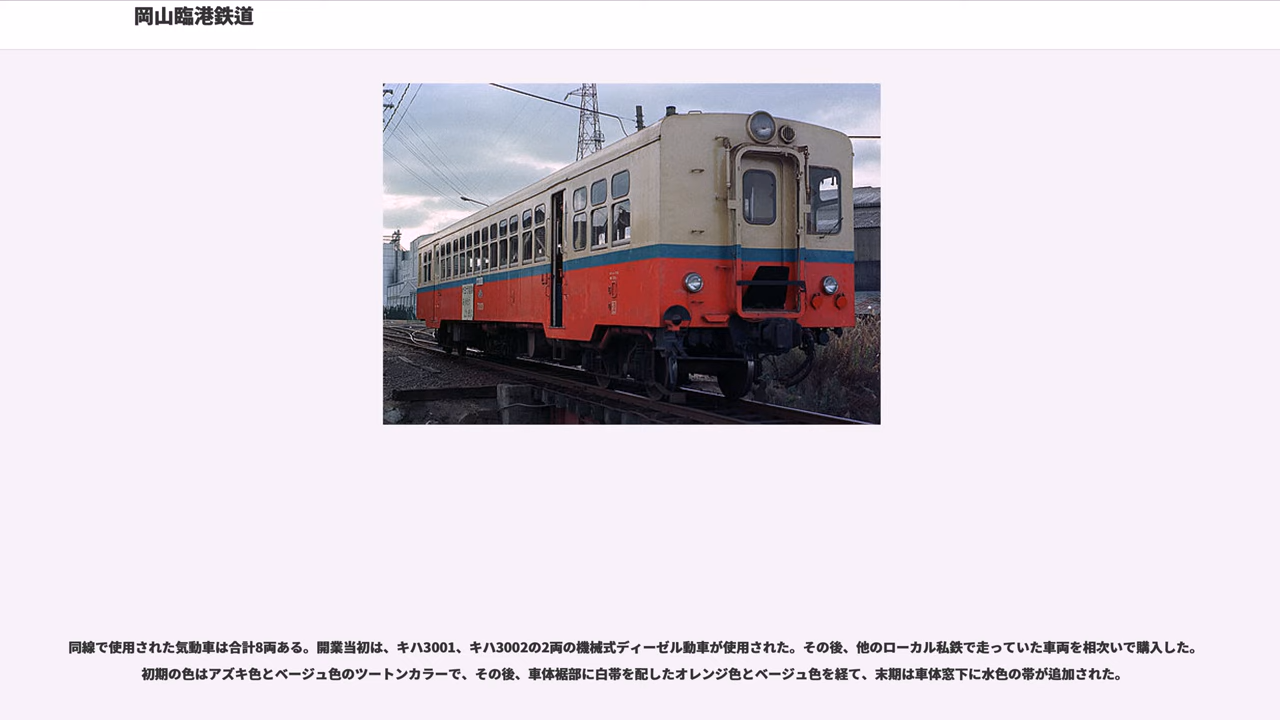 岡山臨港鉄道
同線で使用された気動車は合計8両ある。開業当初は、キハ3001、キハ3002の2両の機械式ディーゼル動車が使用された。その後、他のローカル私鉄で走っていた車両を相次いで購入した。
初期の色はアズキ色とベージュ色のツートンカラーで、その後、車体裾部に白帯を配したオレンジ色とベージュ色を経て、末期は車体窓下に水色の帯が追加された。